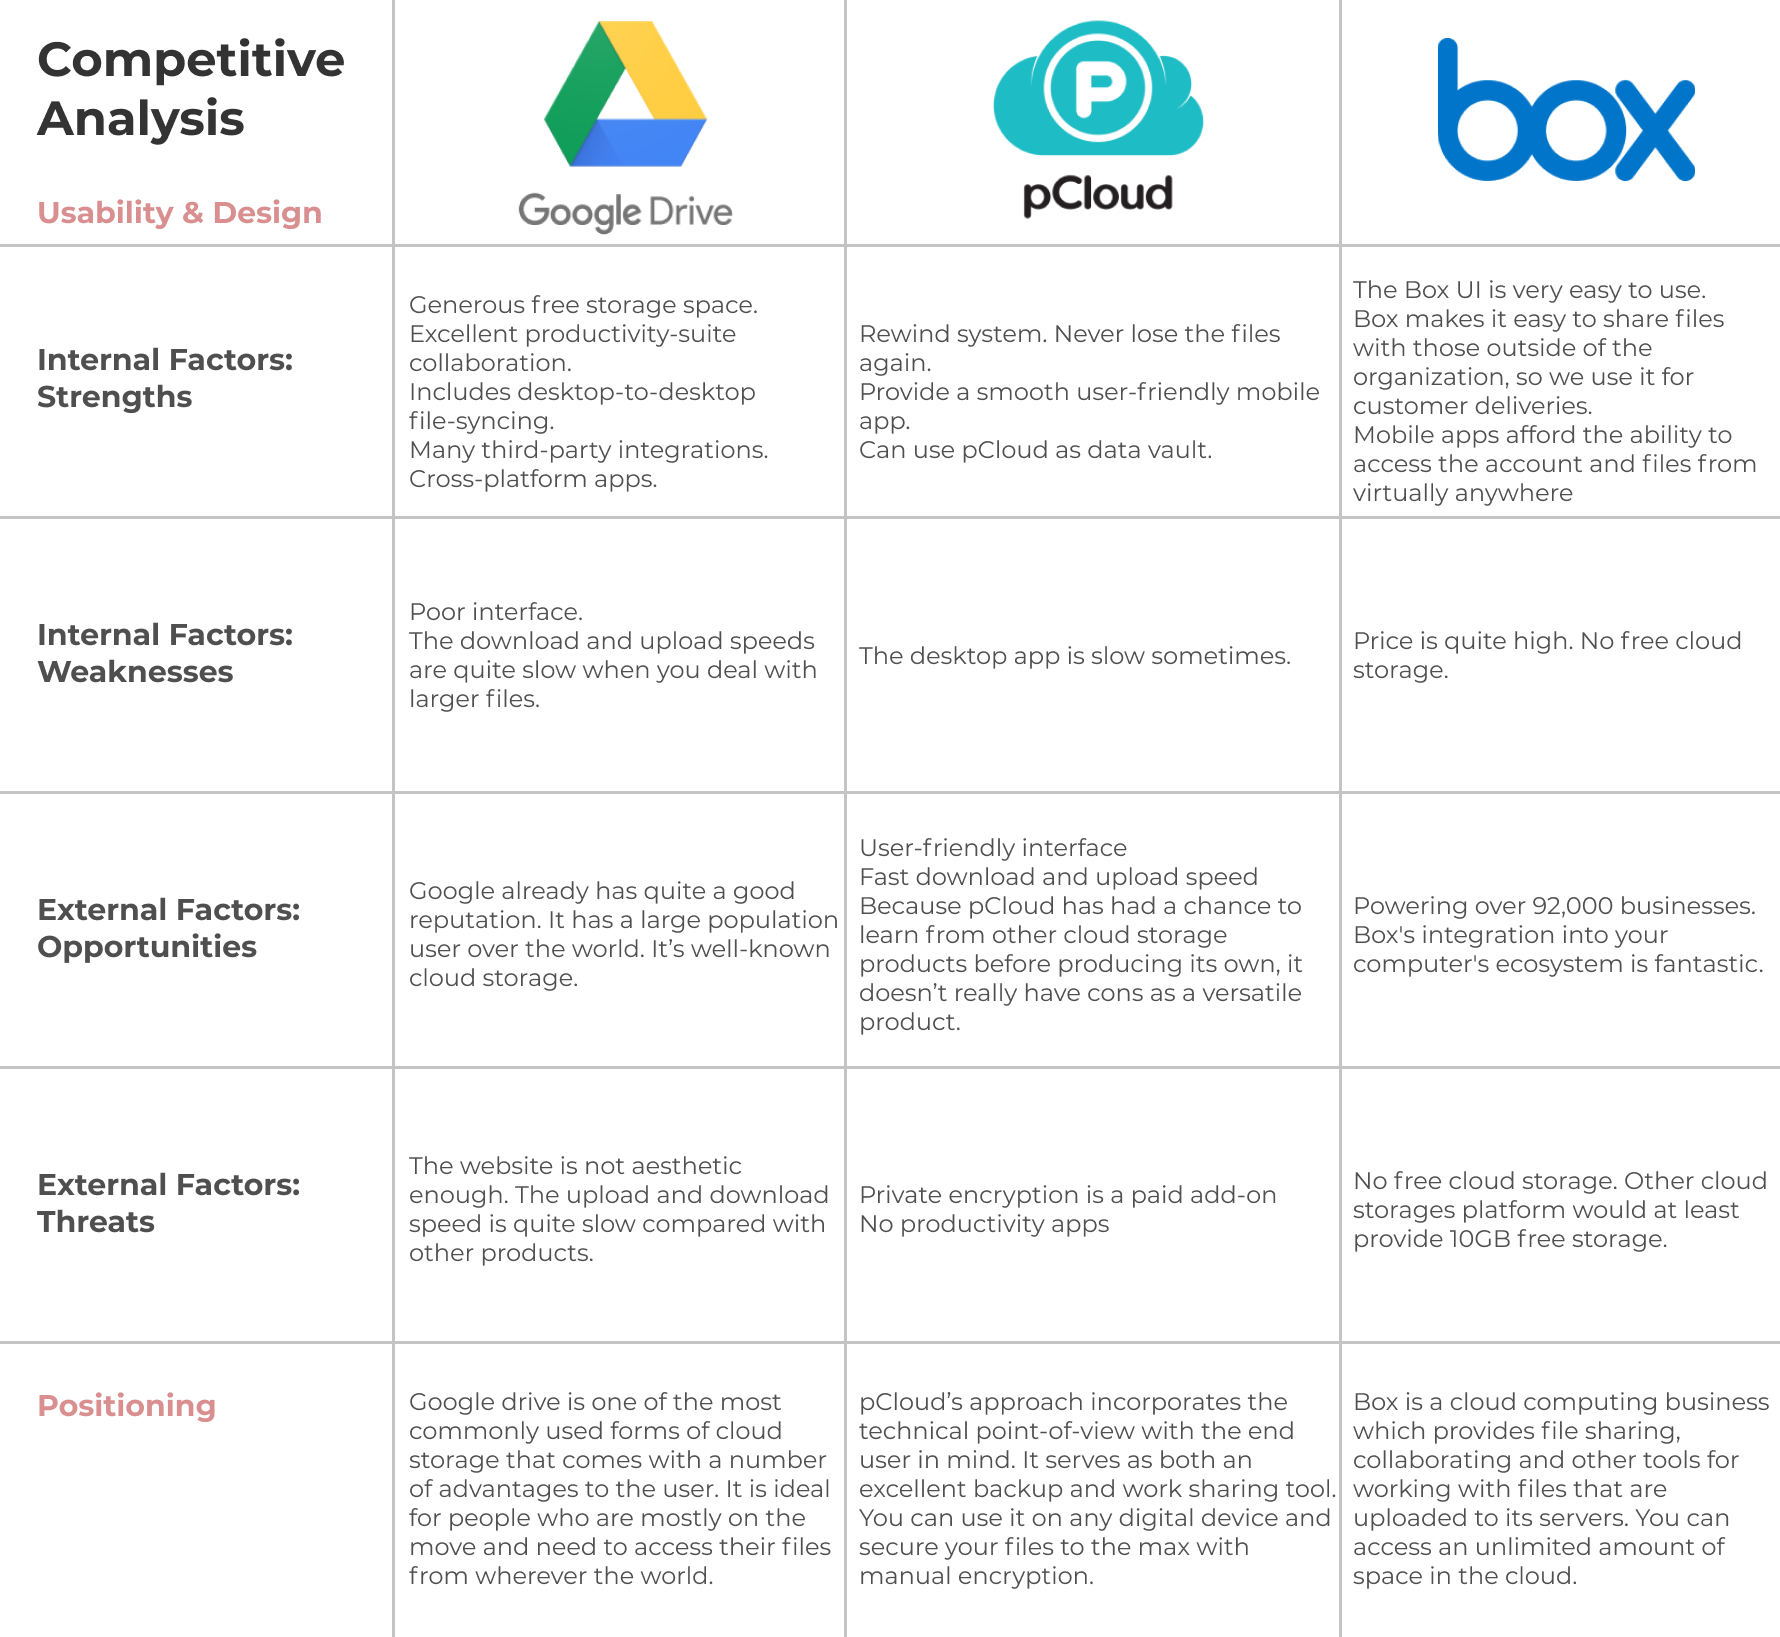 Competitive
Analysis
Usability & Design
Google Drive
P
pCloud
box
Internal Factors:
Strengths
Generous free storage space.
Excellent productivity-suite
collaboration.
Includes desktop-to-desktop
file-syncing.
Many third-party integrations.
Cross-platform apps.
Rewind system. Never lose the files
again.
Provide a smooth user-friendly mobile
app.
Can use pCloud as data vault.
The Box UI is very easy to use.
Box makes it easy to share files
with those outside of the
organization, so we use it for
customer deliveries.
Mobile apps afford the ability to
access the account and files from
virtually anywhere
Internal Factors:
Weaknesses
Poor interface.
The download and upload speeds
are quite slow when you deal with
larger files.
The desktop app is slow sometimes.
Price is quite high. No free cloud
storage.
External Factors:
Opportunities
Google already has quite a good
reputation. It has a large population
user over the world. It’s well-known
cloud storage.
User-friendly interface
Fast download and upload speed
Because pCloud has had a chance to
learn from other cloud storage
products before producing its own, it
doesn’t really have cons as a versatile
product.
Powering over 92,000 businesses.
Box's integration into your
computer's ecosystem is fantastic.
External Factors:
Threats
The website is not aesthetic
enough. The upload and download
speed is quite slow compared with
other products.
Private encryption is a paid add-on
No productivity apps
No free cloud storage. Other cloud
storages platform would at least
provide 10GB free storage.
Positioning
Google drive is one of the most
commonly used forms of cloud
storage that comes with a number
of advantages to the user. It is ideal
for people who are mostly on the
move and need to access their files
from wherever the world.
pCloud’s approach incorporates the
technical point-of-view with the end
user in mind. It serves as both an
excellent backup and work sharing tool.
You can use it on any digital device and
secure your files to the max with
manual encryption.
Box is a cloud computing business
which provides file sharing,
collaborating and other tools for
working with files that are
uploaded to its servers. You can
access an unlimited amount of
space in the cloud.